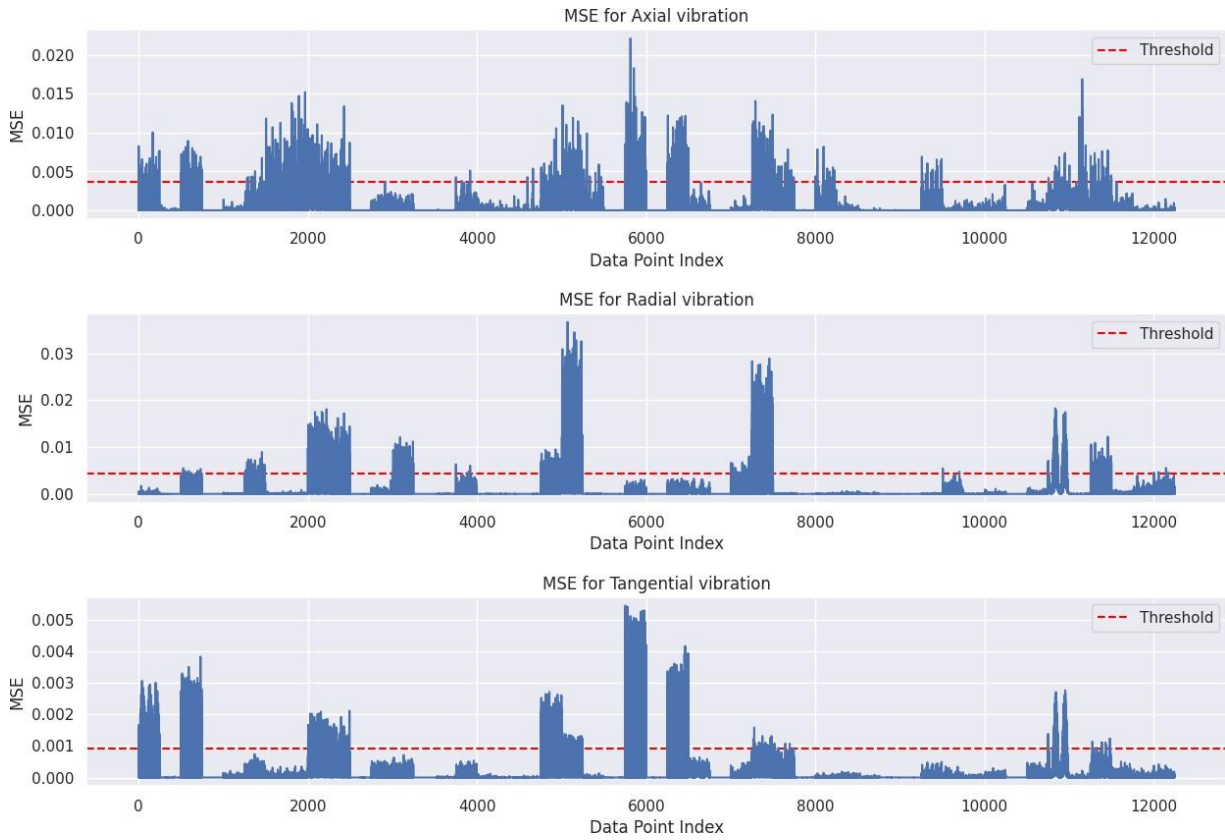 MSE for Axial vibration
Threshold
0.020
0.015
0.010
0.005
0.000
MSE
0 2000 4000 6000 8000 10000 12000
Data Point Index
MSE for Radial vibration
Threshold
0.03
0.02
0.01
0.00
MSE
0 2000 4000 6000 8000 10000 12000
Data Point Index
MSE for Tangential vibration
Threshold
0.005
0.004
0.003
0.002
0.001
0.000
MSE
0 2000 4000 6000 8000 10000 12000
Data Point Index